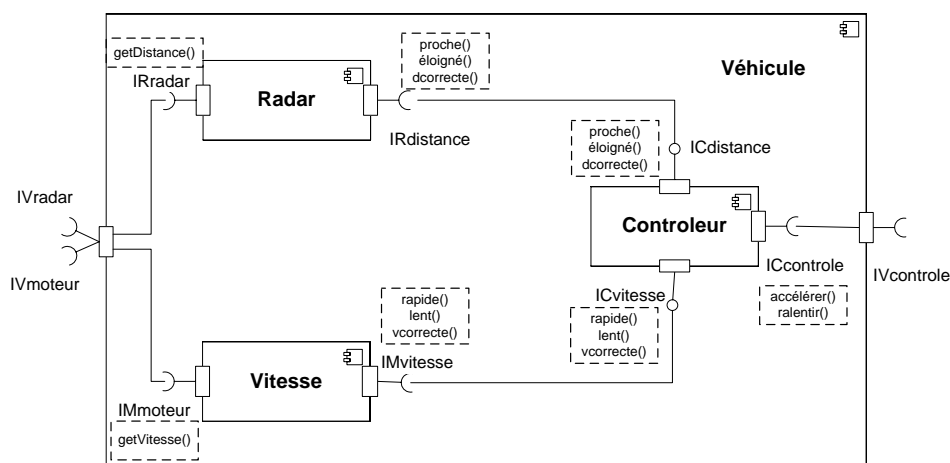 getDistance()
IRradar
Radar
proche()
éloigné()
dcorrecte()
IRdistance
Véhicule
proche()
éloigné()
dcorrecte()
ICdistance
IVradar
IVmoteur
Controleur
ICcontrole
IVcontrole
accélérer()
ralentir()
ICvitesse
rapide()
lent()
vcorrecte()
rapide()
lent()
vcorrecte()
IMvitesse
Vitesse
IMmoteur
getVitesse()